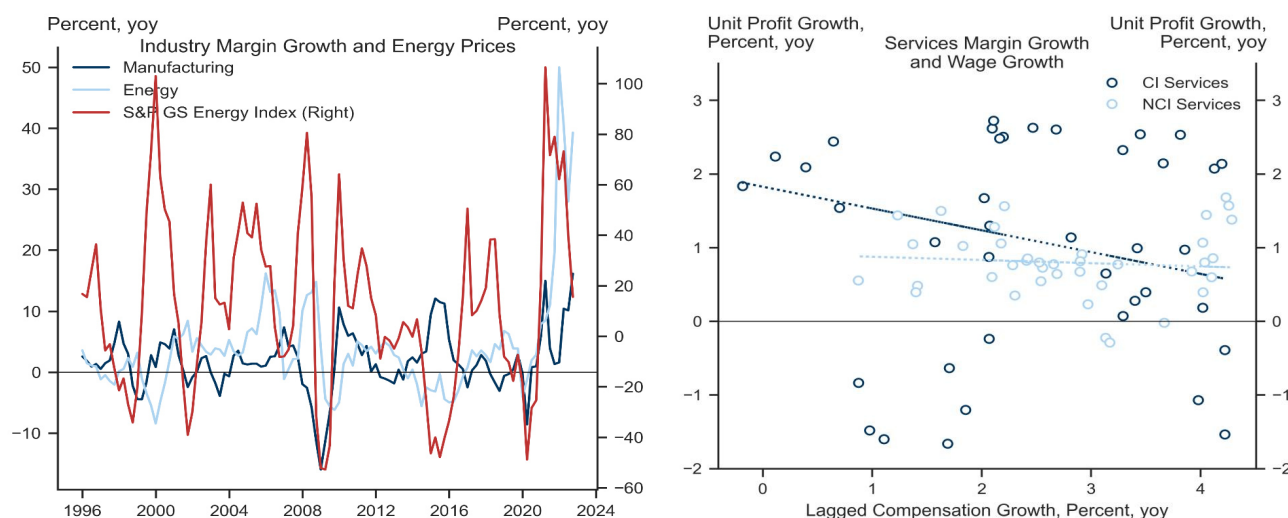 Percent, yoy
Percent, yoy
Industry Margin Growth and Energy Prices
Manufacturing
Energy
S&P GS Energy Index (Right)
50
40
30
20
10
0
−10
100
80
60
40
20
0
−20
−40
−60
1996
2000
2004
2008
2012
2016
2020
2024
Unit Profit Growth,
Percent, yoy
Unit Profit Growth,
Percent, yoy
Services Margin Growth
and Wage Growth
CI Services
NCI Services
3
2
1
0
−1
−2
3
2
1
0
−1
−2
0
1
2
3
4
Lagged Compensation Growth, Percent, yoy